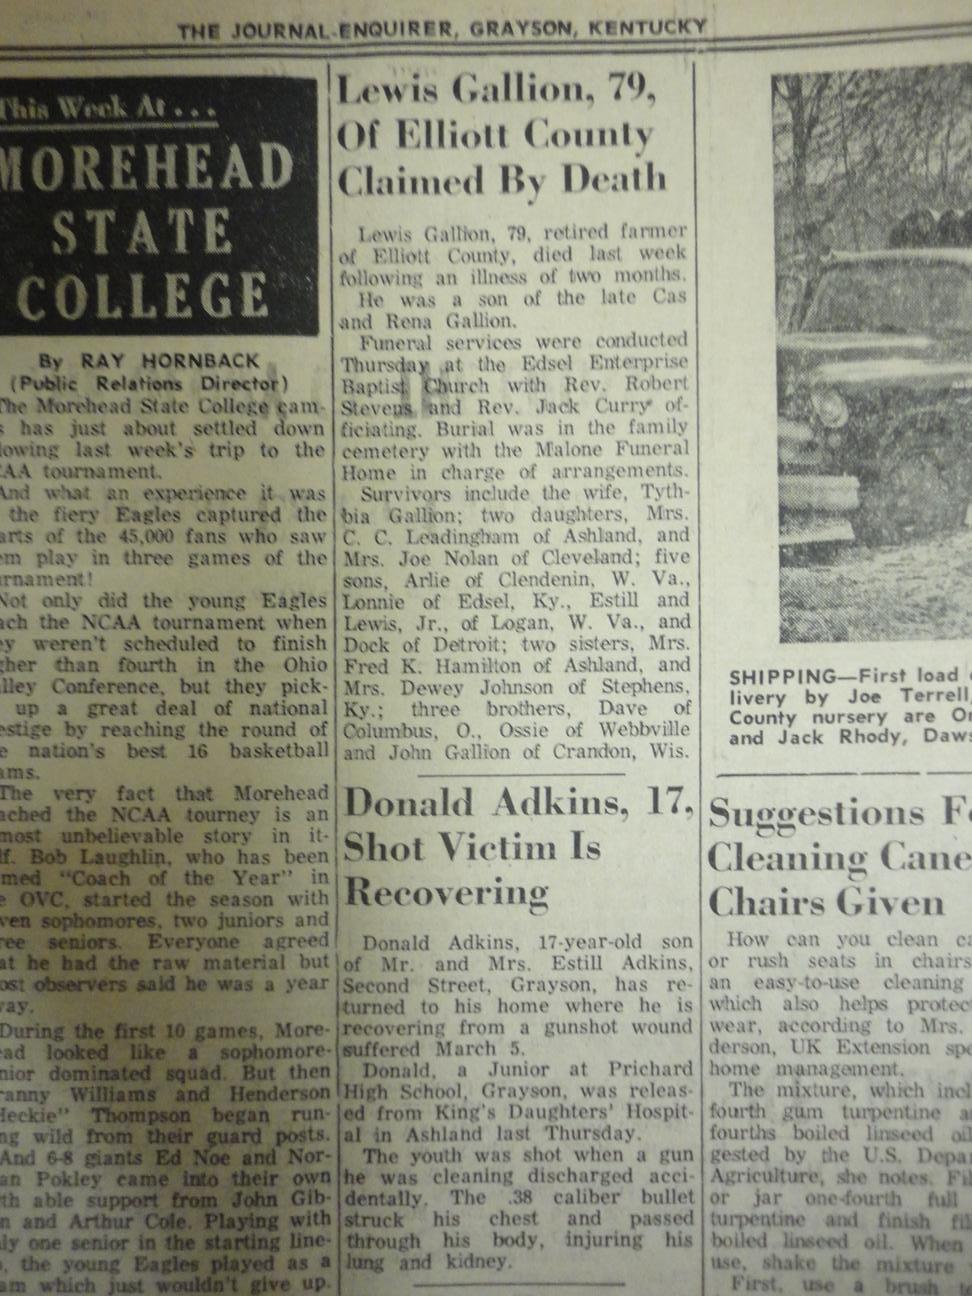 THE JOURNAL-ENQUIRER, GRAYSON, KENTUCKY
This Week At . . .
MOREHEAD
STATE
COLLEGE
By RAY HORNBACK
(Public Relations Director)
The Morehead State College cam-
s has just about settled down
lowing last week's trip to the
AA tournament.
And what an experience it was
the fiery Eagles captured the
arts of the 45,000 fans who saw
em play in three games of the
urnament!
Not only did the young Eagles
ach the NCAA tournament when
ey weren't scheduled to finish
gher than fourth in the Ohio
lley Conference, but they pick-
up a great deal of national
estige by reaching the round of
e nation's best 16 basketball
ams.
The very fact that Morehead
ached the NCAA tourney is an
most unbelievable story in it-
lf. Bob Laughlin, who has been
med "Coach of the Year" in
e OVC, started the season with
ven sophomores, two juniors and
ree seniors. Everyone agreed
at he had the raw material but
ost observers said he was a year
way.
During the first 10 games, More-
ad looked like a sophomore-
nior dominated squad. But then
ranny Williams and Henderson
Heckie" Thompson began run-
ng wild from their guard posts.
And 6-8 giants Ed Noe and Nor-
an Pokley came into their own
th able support from John Gib-
n and Arthur Cole. Playing with
ly one senior in the starting line-
, the young Eagles played as a
am which just wouldn't give up.
Lewis Gallion, 79,
Of Elliott County
Claimed By Death
Lewis Gallion, 79, retired farmer
of Elliott County, died last week
following an illness of two months.
He was a son of the late Cas
and Rena Gallion.
Funeral services were conducted
Thursday at the Edsel Enterprise
Baptist Church with Rev. Robert
Stevens and Rev. Jack Curry of-
ficiating. Burial was in the family
cemetery with the Malone Funeral
Home in charge of arrangements.
Survivors include the wife, Tyth-
bia Gallion; two daughters, Mrs.
C. C. Leadingham of Ashland, and
Mrs. Joe Nolan of Cleveland; five
sons, Arlie of Clendenin, W. Va.,
Lonnie of Edsel, Ky., Estill and
Lewis, Jr., of Logan, W. Va., and
Dock of Detroit; two sisters, Mrs.
Fred K. Hamilton of Ashland, and
Mrs. Dewey Johnson of Stephens,
Ky.; three brothers, Dave of
Columbus, O., Ossie of Webbville
and John Gallion of Crandon, Wis.
Donald Adkins, 17,
Shot Victim Is
Recovering
Donald Adkins, 17-year-old son
of Mr. and Mrs. Estill Adkins,
Second Street, Grayson, has re-
turned to his home where he is
recovering from a gunshot wound
suffered March 5.
Donald, a Junior at Prichard
High School, Grayson, was releas-
ed from King's Daughters' Hospit-
al in Ashland last Thursday.
The youth was shot when a gun
he was cleaning discharged acci-
dentally. The .38 caliber bullet
struck his chest and passed
through his body, injuring his
lung and kidney.
SHIPPING—First load
livery by Joe Terrell,
County nursery are Or
and Jack Rhody, Daws
Suggestions Fo
Cleaning Cane
Chairs Given
How can you clean ca
or rush seats in chairs
an easy-to-use cleaning
which also helps protec
wear, according to Mrs.
derson, UK Extension spe
home management.
The mixture, which incl
fourth gum turpentine a
fourths boiled linseed oil
gested by the U.S. Depar
Agriculture, she notes. Fil
or jar one-fourth full
turpentine and finish fil
boiled linseed oil. When
use, shake the mixture
First, use a brush to